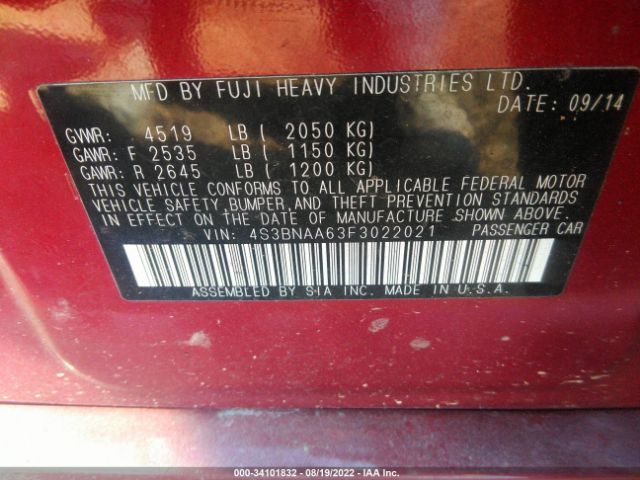 MFD BY FUJI HEAVY INDUSTRIES LTD.
DATE: 09/14
GVWR: 4519 LB ( 2050 KG)
GAWR: F 2535 LB ( 1150 KG)
GAWR: R 2645 LB ( 1200 KG)
THIS VEHICLE CONFORMS TO ALL APPLICABLE FEDERAL MOTOR
VEHICLE SAFETY, BUMPER, AND THEFT PREVENTION STANDARDS
IN EFFECT ON THE DATE OF MANUFACTURE SHOWN ABOVE.
VIN: 4S3BNAA63F3022021 PASSENGER CAR
ASSEMBLED BY SIA INC. MADE IN U.S.A.
000-34101832 - 08/19/2022 - IAA Inc.